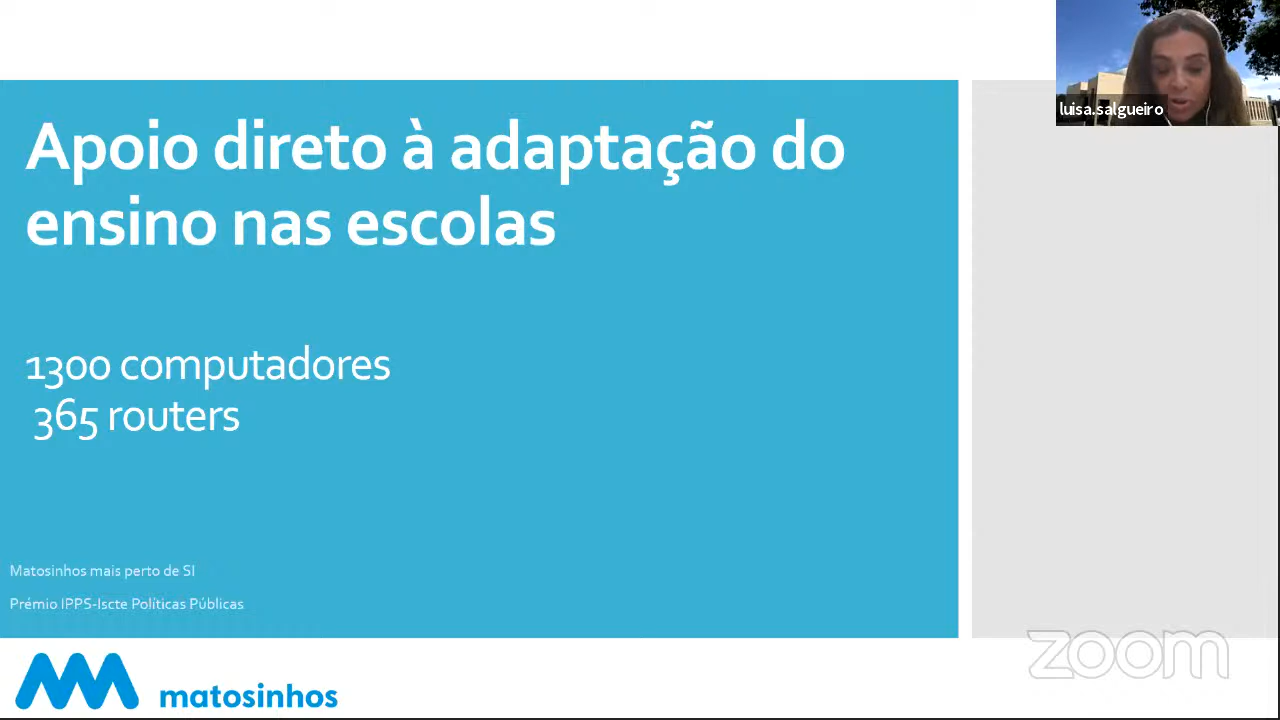 luisa.salgueiro
Apoio direto à adaptação do
ensino nas escolas
1300 computadores
365 routers
Matosinhos mais perto de SI
Prémio IPPS-Iscte Políticas Públicas
matosinhos
zoom